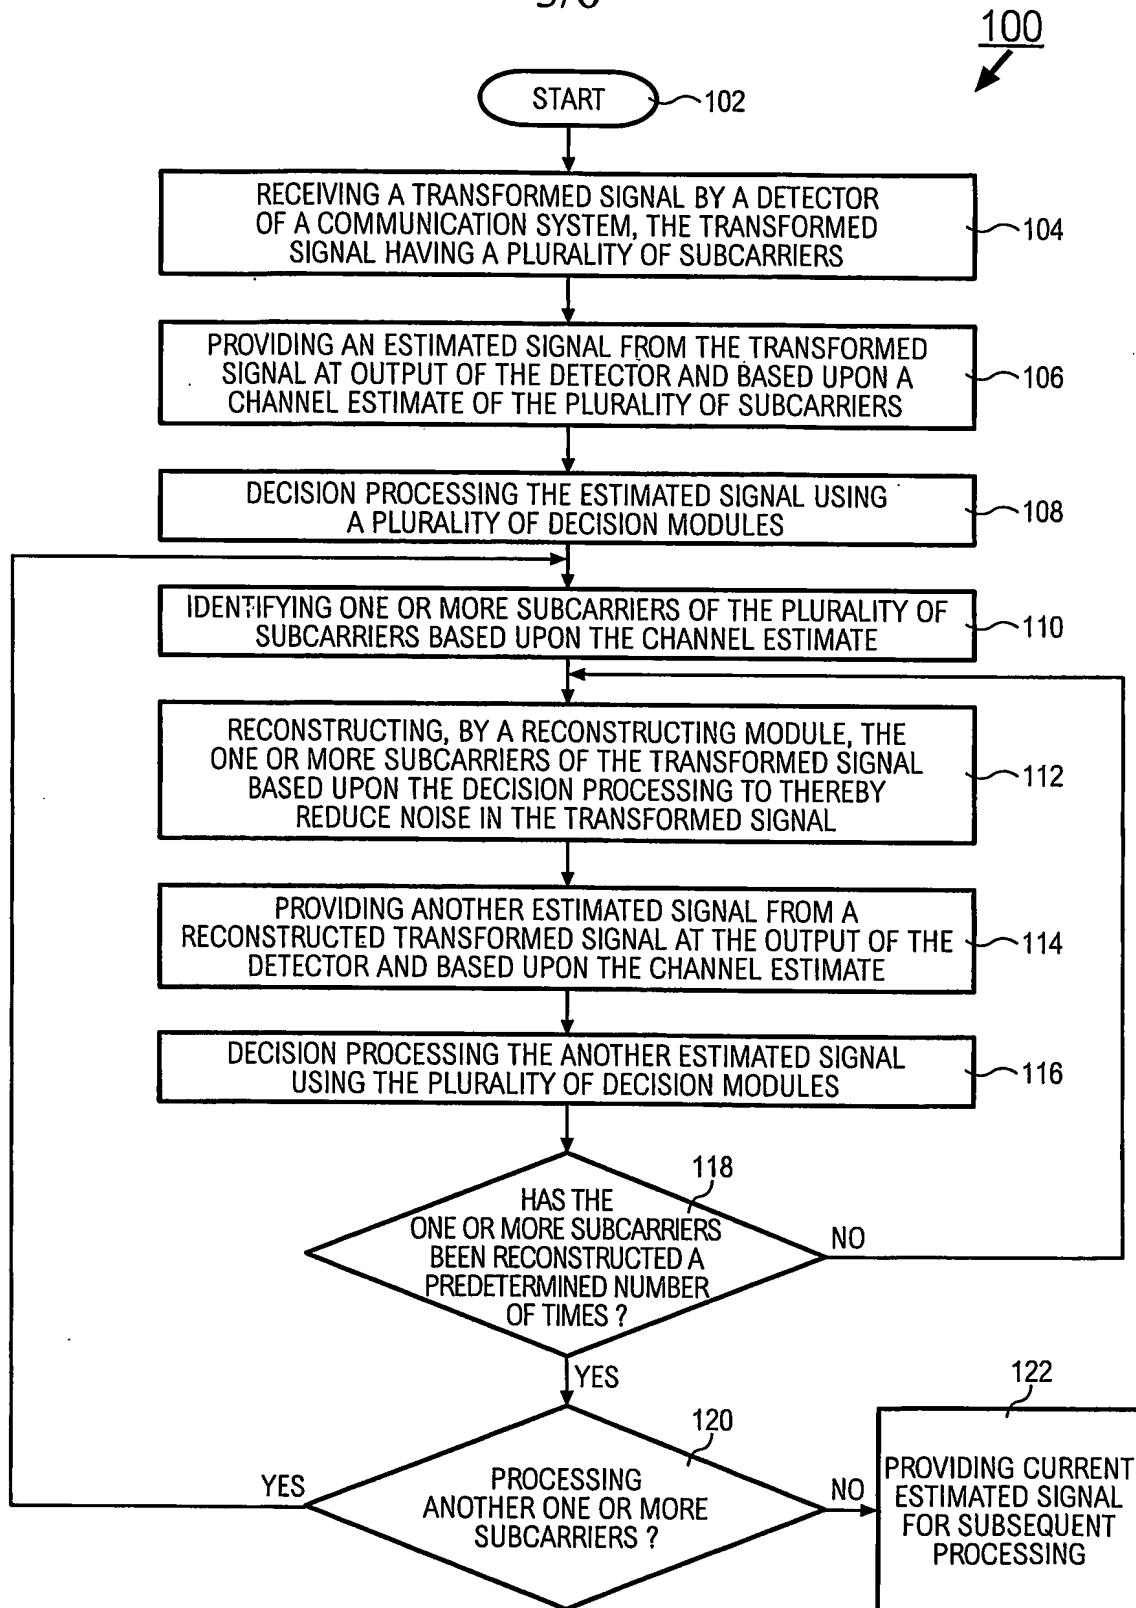 100
START
102
RECEIVING A TRANSFORMED SIGNAL BY A DETECTOR
OF A COMMUNICATION SYSTEM, THE TRANSFORMED
SIGNAL HAVING A PLURALITY OF SUBCARRIERS
104
PROVIDING AN ESTIMATED SIGNAL FROM THE TRANSFORMED
SIGNAL AT OUTPUT OF THE DETECTOR AND BASED UPON A
CHANNEL ESTIMATE OF THE PLURALITY OF SUBCARRIERS
106
DECISION PROCESSING THE ESTIMATED SIGNAL USING
A PLURALITY OF DECISION MODULES
108
IDENTIFYING ONE OR MORE SUBCARRIERS OF THE PLURALITY OF
SUBCARRIERS BASED UPON THE CHANNEL ESTIMATE
110
RECONSTRUCTING, BY A RECONSTRUCTING MODULE, THE
ONE OR MORE SUBCARRIERS OF THE TRANSFORMED SIGNAL
BASED UPON THE DECISION PROCESSING TO THEREBY
REDUCE NOISE IN THE TRANSFORMED SIGNAL
112
PROVIDING ANOTHER ESTIMATED SIGNAL FROM A
RECONSTRUCTED TRANSFORMED SIGNAL AT THE OUTPUT OF THE
DETECTOR AND BASED UPON THE CHANNEL ESTIMATE
114
DECISION PROCESSING THE ANOTHER ESTIMATED SIGNAL
USING THE PLURALITY OF DECISION MODULES
116
118
HAS THE
ONE OR MORE SUBCARRIERS
BEEN RECONSTRUCTED A
PREDETERMINED NUMBER
OF TIMES ?
NO
YES
120
PROCESSING
ANOTHER ONE OR MORE
SUBCARRIERS ?
YES
NO
122
PROVIDING CURRENT
ESTIMATED SIGNAL
FOR SUBSEQUENT
PROCESSING